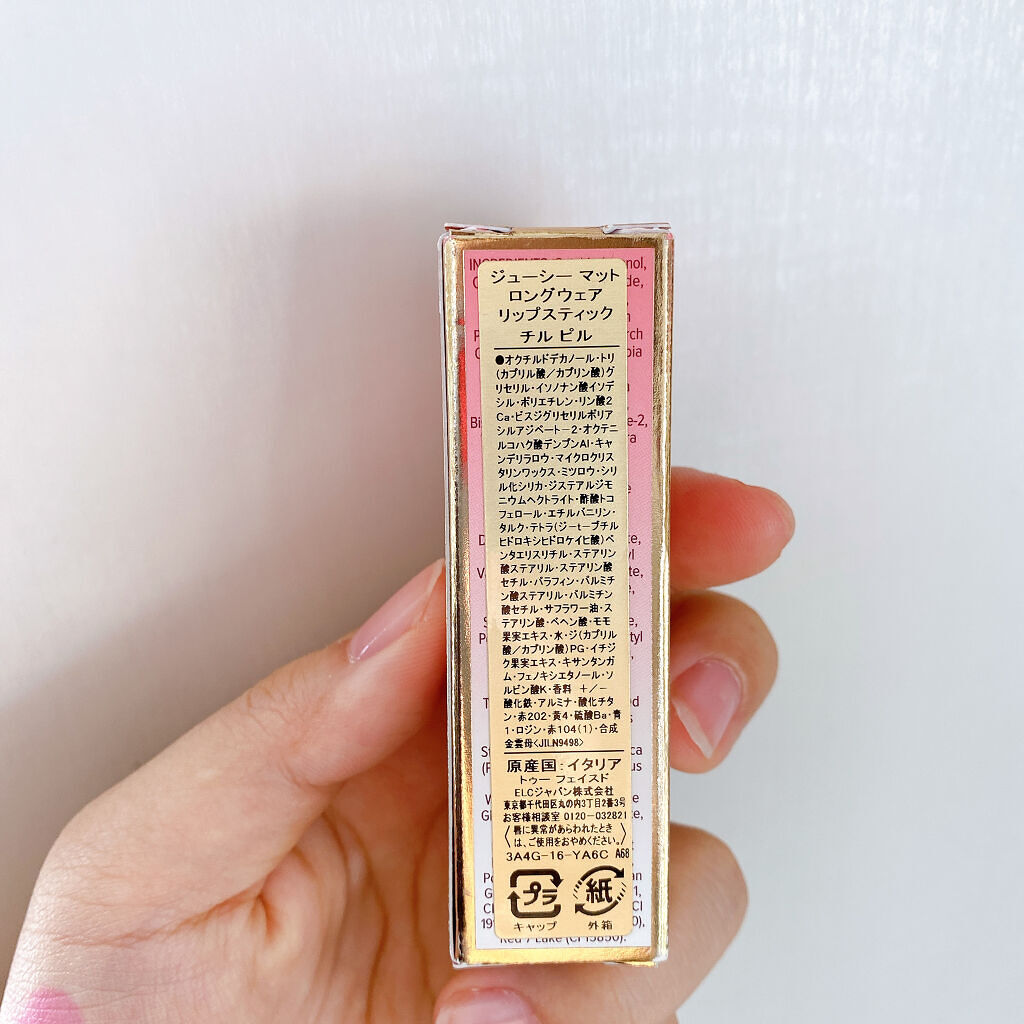 ジューシー マット
ロングウェア
リップスティック
チル ピル
●オクチルドデカノール・トリ
(カプリル酸／カプリン酸)グ
リセリル・イソノナン酸イソデ
シル・ポリエチレン・リン酸2
Ca・ビスジグリセリルポリア
シルアジペート－2・オクテニ
ルコハク酸デンプンAl・キャ
ンデリラロウ・マイクロクリス
タリンワックス・ミツロウ・シリ
ル化シリカ・ジステアルジモ
ニウムヘクトライト・酢酸トコ
フェロール・エチルバニリン・
タルク・テトラ(ジ－t－ブチル
ヒドロキシヒドロケイヒ酸)ペ
ンタエリスリチル・ステアリン
酸ステアリル・ステアリン酸
セチル・パラフィン・パルミチ
ン酸ステアリル・パルミチン
酸セチル・サフラワー油・ス
テアリン酸・ベヘン酸・モモ
果実エキス・水・ジ(カプリル
酸／カプリン酸)PG・イチジ
ク果実エキス・キサンタンガ
ム・フェノキシエタノール・ソ
ルビン酸K・香料 +／－
酸化鉄・アルミナ・酸化チタ
ン・赤202・黄4・硫酸Ba・青
1・ロジン・赤104(1)・合成
金雲母<JILN9498>
原産国：イタリア
トゥー フェイスド
ELCジャパン株式会社
東京都千代田区丸の内3丁目2番3号
お客様相談室 0120-032821
唇に異常があらわれたとき
は、ご使用をおやめください。
3A4G-16-YA6C A68
プラ 紙
キャップ 外箱
Red 7 Lake (CI 15850).